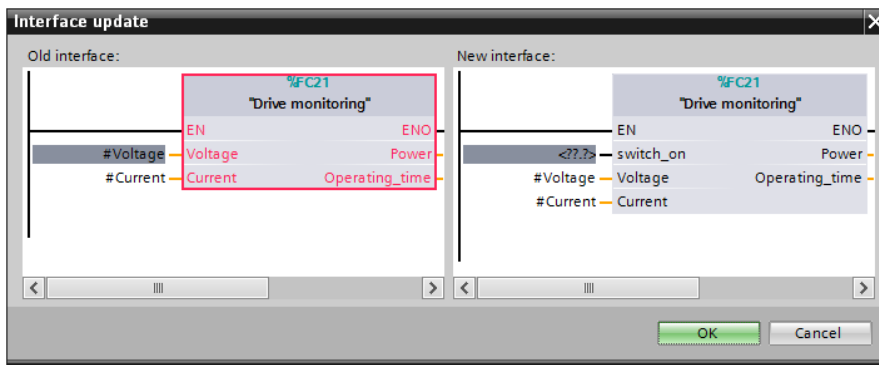 Interface update
Old interface:
%FC21
"Drive monitoring"
EN ENO
#Voltage Voltage Power
#Current Current Operating_time
New interface:
%FC21
"Drive monitoring"
EN ENO
<??.?> switch_on Power
#Voltage Voltage Operating_time
#Current Current
OK Cancel